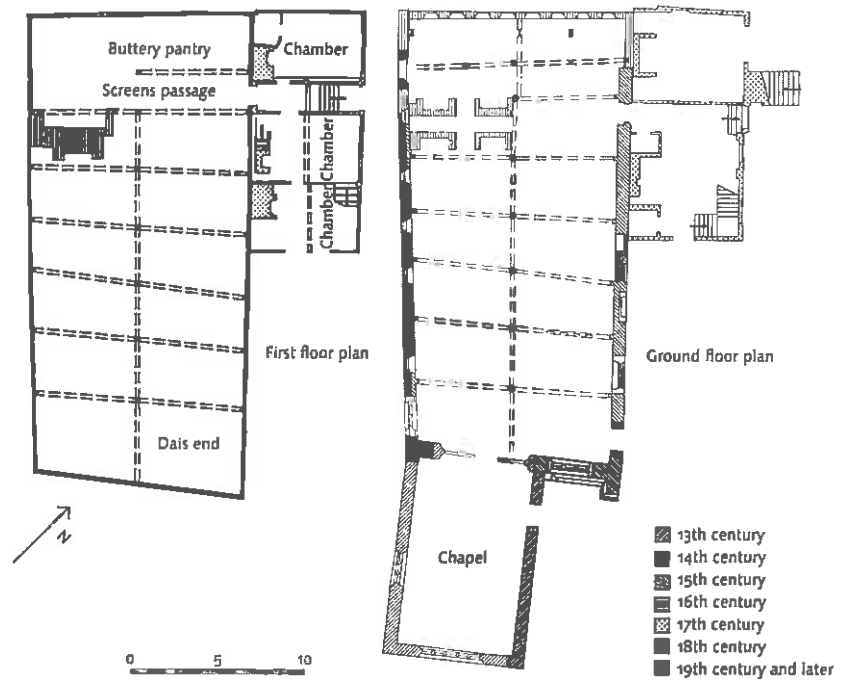 Buttery pantry
Chamber
Screens passage
Chamber
Chamber
First floor plan
Dais end
N
Ground floor plan
Chapel
13th century
14th century
15th century
16th century
17th century
18th century
19th century and later
0 5 10